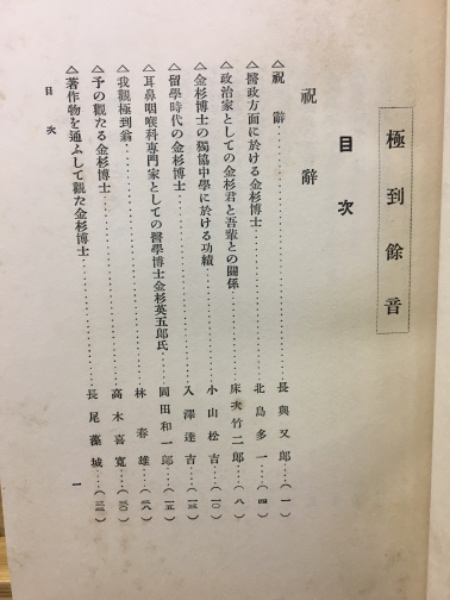 極到餘音
目次
祝辭
△祝辭……長與又郎…(一)
△醫政方面に於ける金杉博士……北島多一…(四)
△政治家としての金杉君と吾輩との關係……床次竹二郎…(八)
△金杉博士の獨協中學に於ける功績……小山松吉…(一〇)
△留學時代の金杉博士……入澤達吉…(一三)
△耳鼻咽喉科專門家としての醫學博士金杉英五郎氏……岡田和一郎…(一五)
△我觀極到翁……林春雄…(二八)
△予の觀たる金杉博士……高木喜寬…(三〇)
△著作物を通ふして觀た金杉博士……長尾藻城…(三三)
目次
一